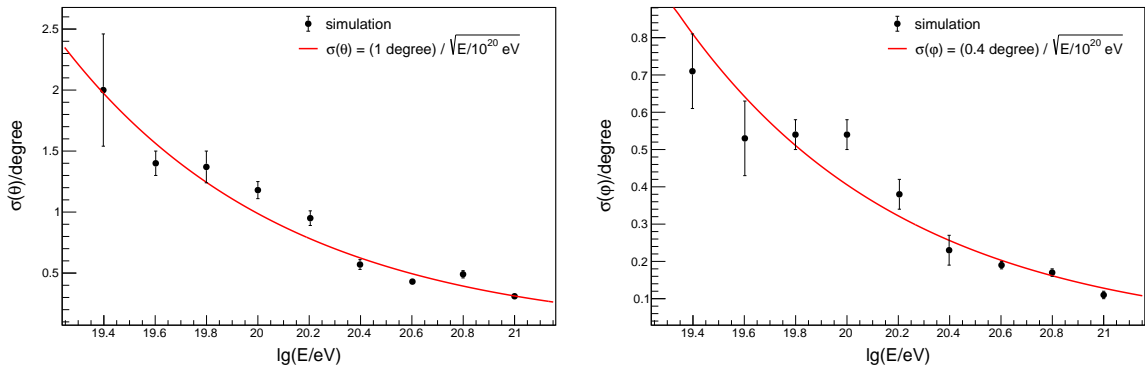 2.5
2
1.5
1
0.5
σ(θ)/degree
simulation
σ(θ) = (1 degree) / √E/10²⁰ eV
19.4 19.6 19.8 20 20.2 20.4 20.6 20.8 21
lg(E/eV)
0.8
0.7
0.6
0.5
0.4
0.3
0.2
0.1
σ(φ)/degree
simulation
σ(φ) = (0.4 degree) / √E/10²⁰ eV
19.4 19.6 19.8 20 20.2 20.4 20.6 20.8 21
lg(E/eV)